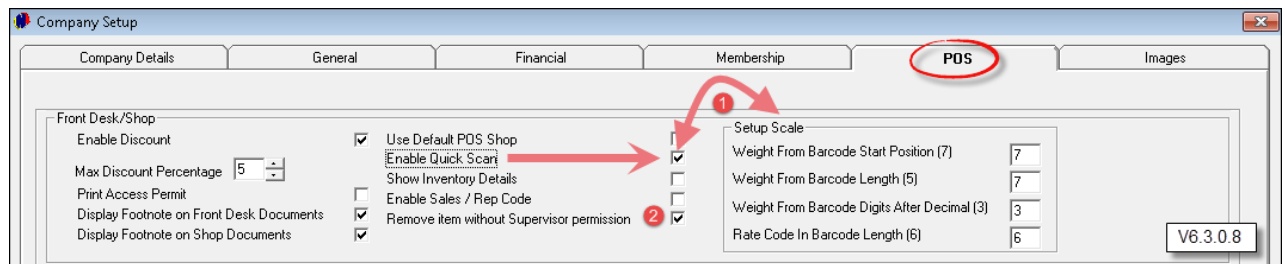 Company Setup
Company Details General Financial Membership POS Images
1
Front Desk/Shop
Enable Discount
Max Discount Percentage 5
Print Access Permit
Display Footnote on Front Desk Documents
Display Footnote on Shop Documents
Use Default POS Shop
Enable Quick Scan
Show Inventory Details
Enable Sales / Rep Code
Remove item without Supervisor permission 2
Setup Scale
Weight From Barcode Start Position (7) 7
Weight From Barcode Length (5) 7
Weight From Barcode Digits After Decimal (3) 3
Rate Code In Barcode Length (6) 6
V6.3.0.8